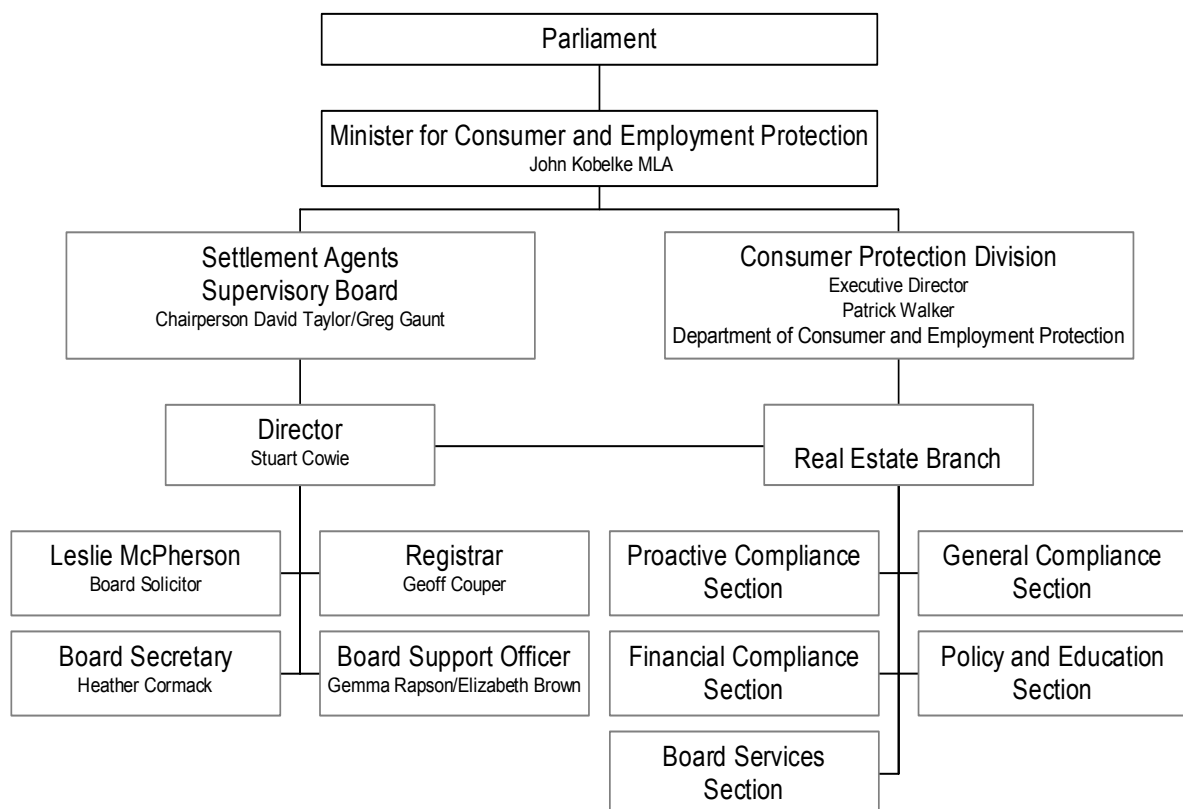 Parliament
Minister for Consumer and Employment Protection
John Kobelke MLA
Settlement Agents
Supervisory Board
Chairperson David Taylor/Greg Gaunt
Consumer Protection Division
Executive Director
Patrick Walker
Department of Consumer and Employment Protection
Director
Stuart Cowie
Real Estate Branch
Leslie McPherson
Board Solicitor
Registrar
Geoff Couper
Proactive Compliance
Section
General Compliance
Section
Board Secretary
Heather Cormack
Board Support Officer
Gemma Rapson/Elizabeth Brown
Financial Compliance
Section
Policy and Education
Section
Board Services
Section